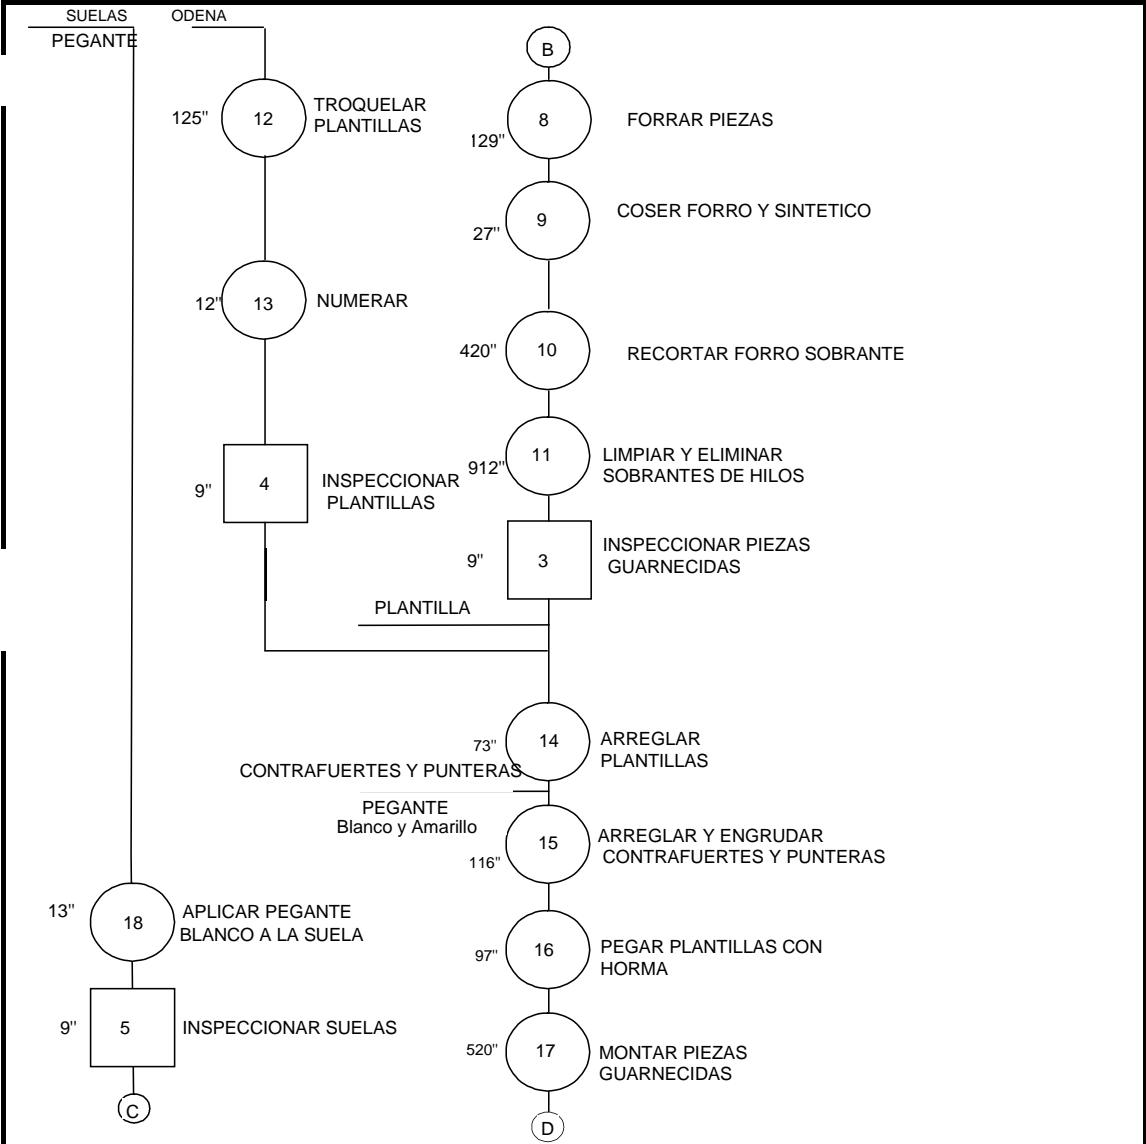 SUELAS
PEGANTE
ODENA
125"
12
TROQUELAR
PLANTILLAS
12"
13
NUMERAR
9"
4
INSPECCIONAR
PLANTILLAS
B
8
129"
FORRAR PIEZAS
9
27"
COSER FORRO Y SINTETICO
420"
10
RECORTAR FORRO SOBRANTE
912"
11
LIMPIAR Y ELIMINAR
SOBRANTES DE HILOS
9"
3
INSPECCIONAR PIEZAS
GUARNECIDAS
PLANTILLA
73"
14
ARREGLAR
PLANTILLAS
CONTRAFUERTES Y PUNTERAS
PEGANTE
Blanco y Amarillo
116"
15
ARREGLAR Y ENGRUDAR
CONTRAFUERTES Y PUNTERAS
97"
16
PEGAR PLANTILLAS CON
HORMA
520"
17
MONTAR PIEZAS
GUARNECIDAS
D
13"
18
APLICAR PEGANTE
BLANCO A LA SUELA
9"
5
INSPECCIONAR SUELAS
C